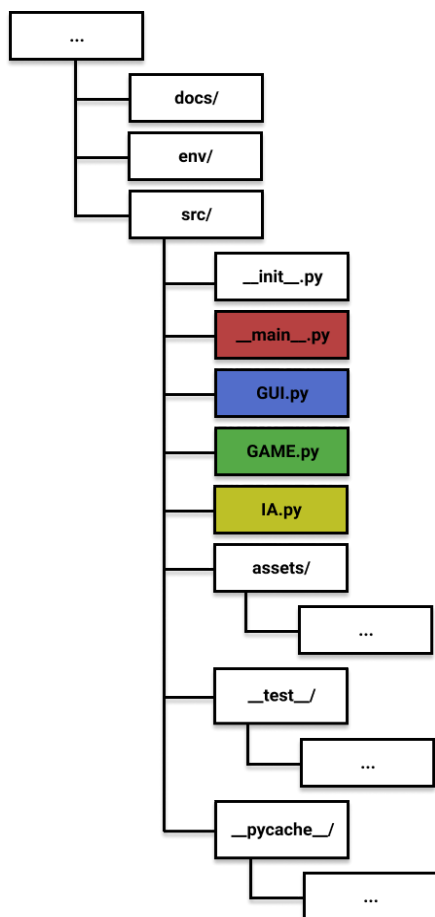 ...
docs/
env/
src/
__init__.py
__main__.py
GUI.py
GAME.py
IA.py
assets/
...
__test__/
...
__pycache__/
...